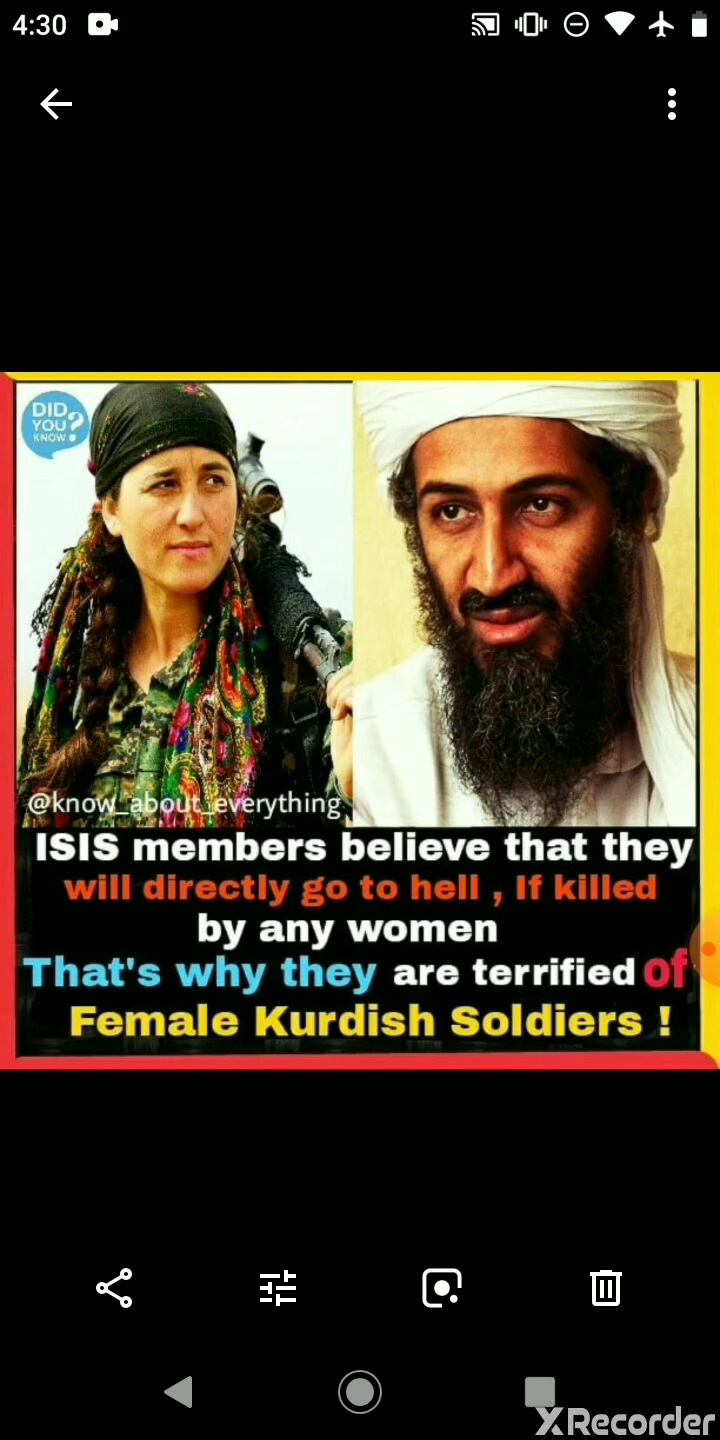 4:30
DID
YOU ?
KNOW
@know_about_everything
ISIS members believe that they
will directly go to hell , If killed
by any women
That's why they are terrified of
Female Kurdish Soldiers !
XRecorder